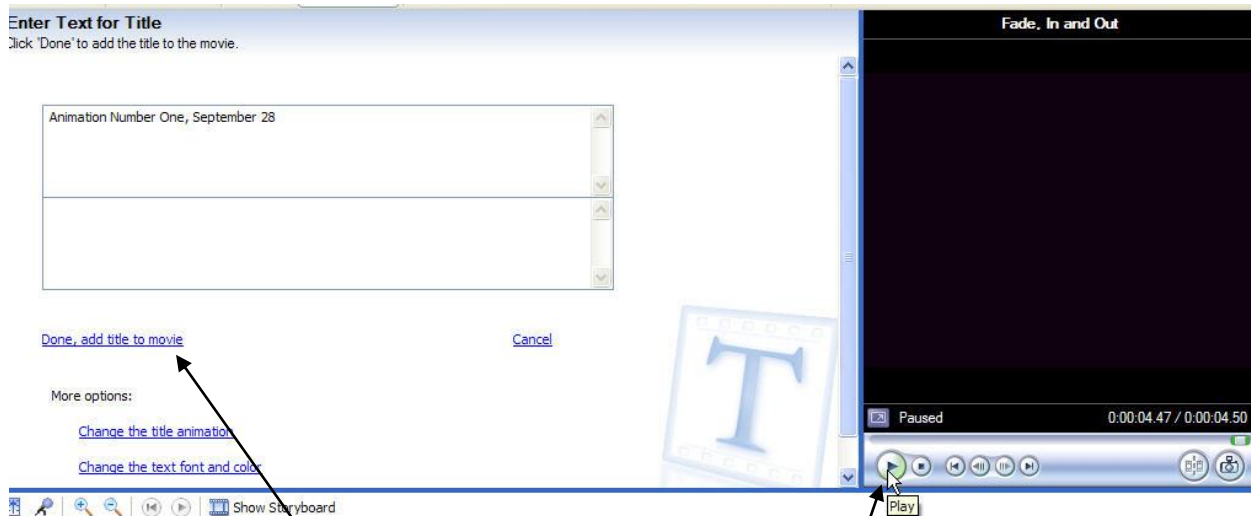 Enter Text for Title
Click 'Done' to add the title to the movie.
Animation Number One, September 28
Done, add title to movie
Cancel
More options:
Change the title animation
Change the text font and color
Show Storyboard
T
Fade, In and Out
Paused
0:00:04.47 / 0:00:04.50
Play